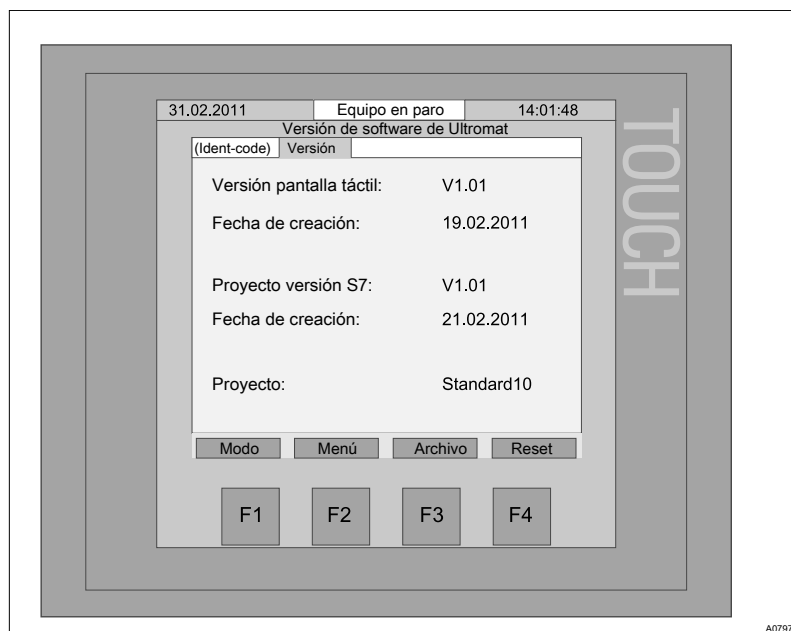 31.02.2011 Equipo en paro 14:01:48
Versión de software de Ultromat
(Ident-code) Versión
Versión pantalla táctil: V1.01
Fecha de creación: 19.02.2011
Proyecto versión S7: V1.01
Fecha de creación: 21.02.2011
Proyecto: Standard10
Modo Menú Archivo Reset
F1 F2 F3 F4
TOUCH
A0797